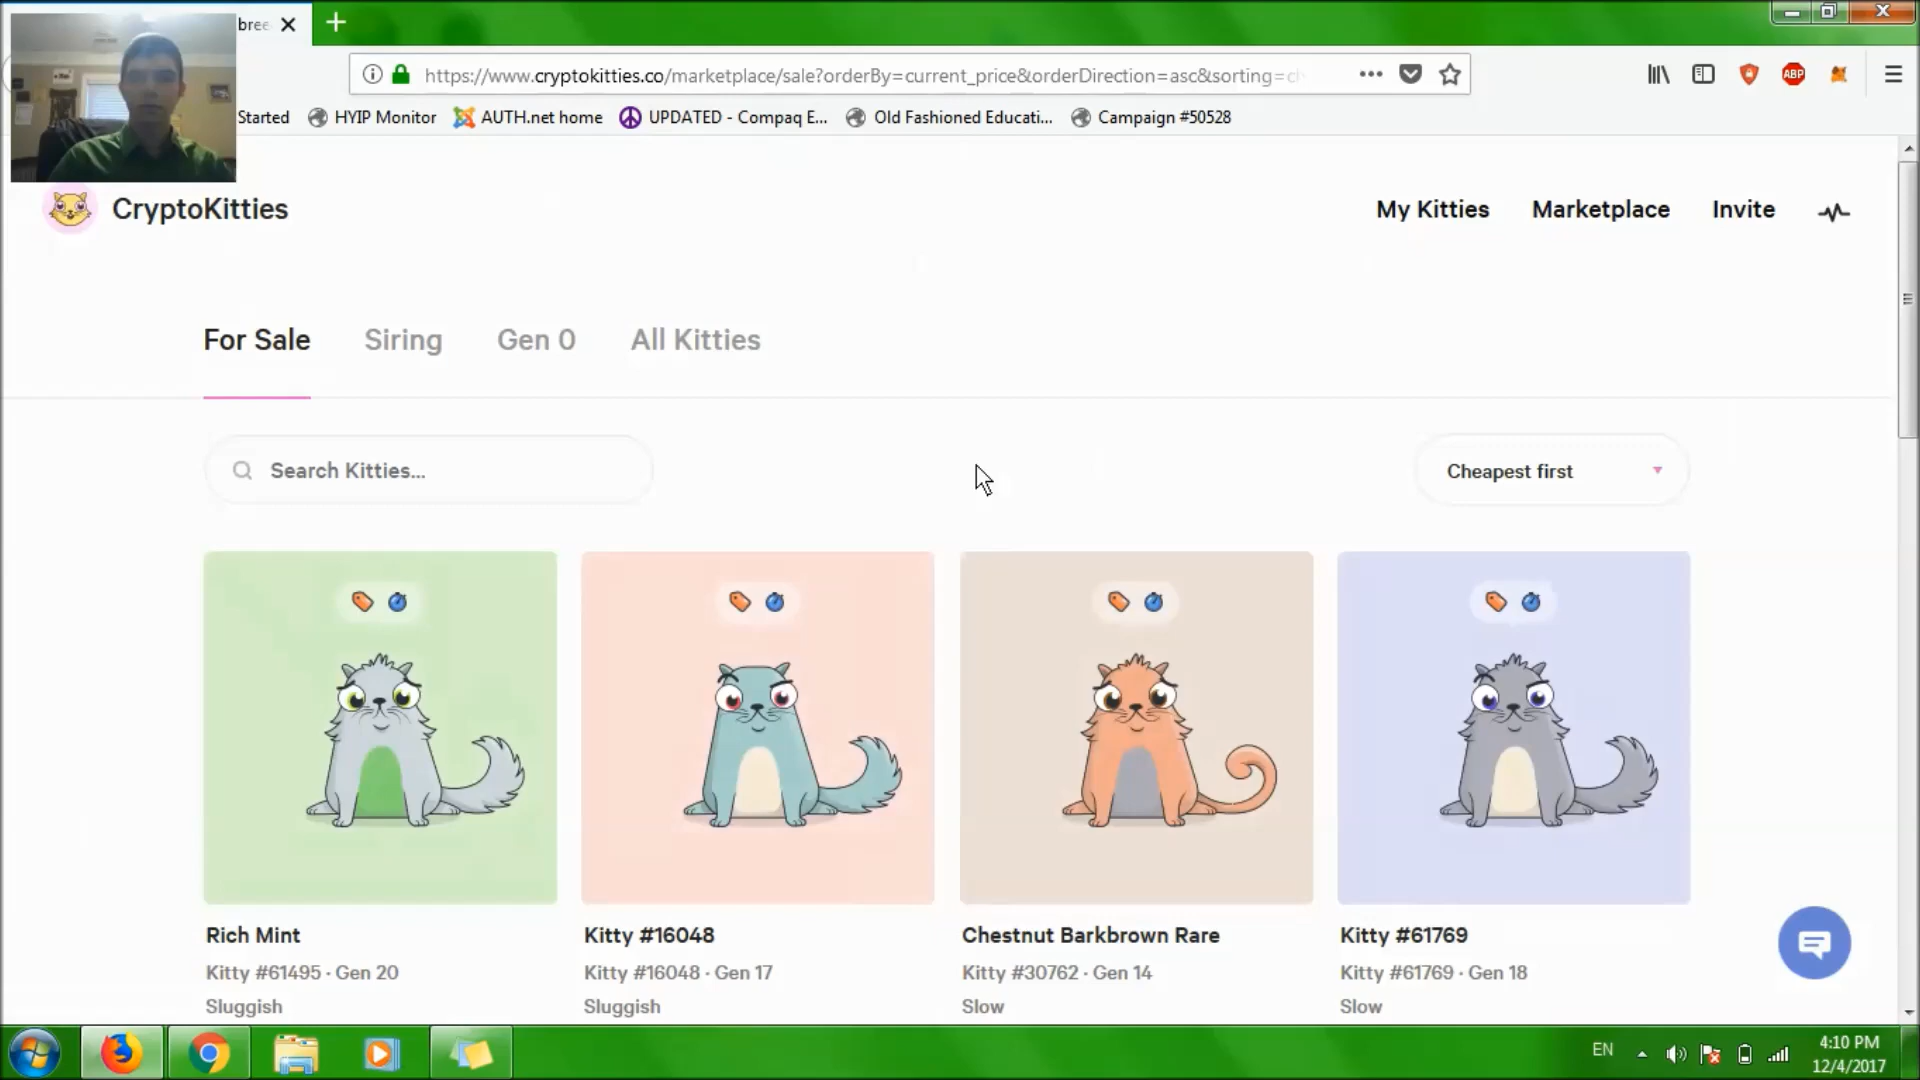 bree
https://www.cryptokitties.co/marketplace/sale?orderBy=current_price&orderDirection=asc&sorting=
ABP
Started
HYIP Monitor
AUTH.net home
UPDATED - Compaq E...
Old Fashioned Educati...
Campaign #50528
CryptoKitties
My Kitties
Marketplace
Invite
For Sale
Siring
Gen 0
All Kitties
Search Kitties...
Cheapest first
Rich Mint
Kitty #61495 · Gen 20
Sluggish
Kitty #16048
Kitty #16048 · Gen 17
Sluggish
Chestnut Barkbrown Rare
Kitty #30762 · Gen 14
Slow
Kitty #61769
Kitty #61769 · Gen 18
Slow
EN
4:10 PM
12/4/2017